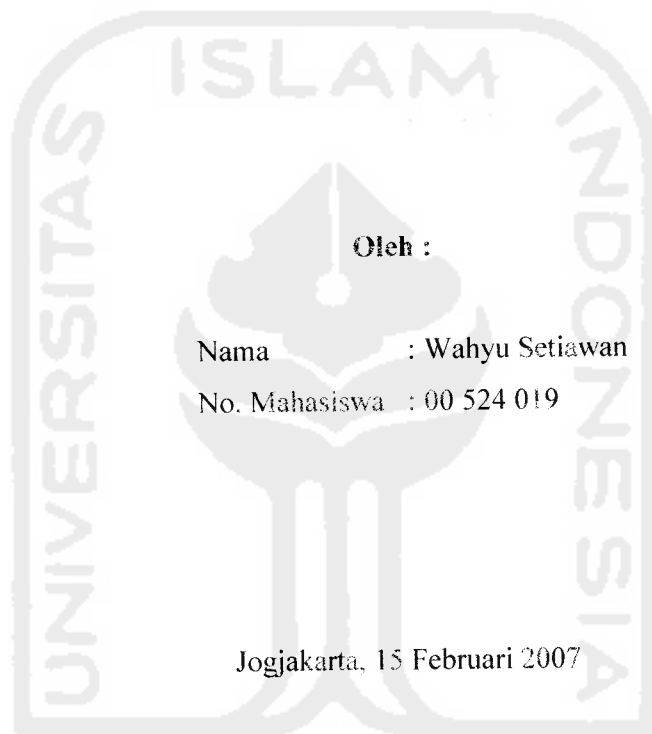 ISLAM
UNIVERSITAS
INDONESIA
Oleh :
Nama : Wahyu Setiawan
No. Mahasiswa : 00 524 019
Jogjakarta, 15 Februari 2007